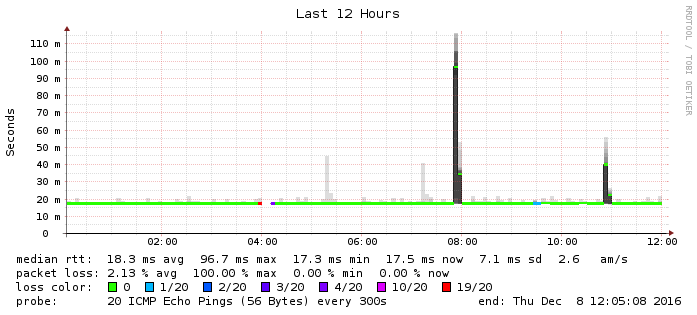 Last 12 Hours
RRDTOOL / TOBI OETIKER
Seconds
110 m
100 m
90 m
80 m
70 m
60 m
50 m
40 m
30 m
20 m
10 m
0
02:00 04:00 06:00 08:00 10:00 12:00
median rtt: 18.3 ms avg 96.7 ms max 17.3 ms min 17.5 ms now 7.1 ms sd 2.6 am/s
packet loss: 2.13 % avg 100.00 % max 0.00 % min 0.00 % now
loss color: 0 1/20 2/20 3/20 4/20 10/20 19/20
probe: 20 ICMP Echo Pings (56 Bytes) every 300s end: Thu Dec 8 12:05:08 2016